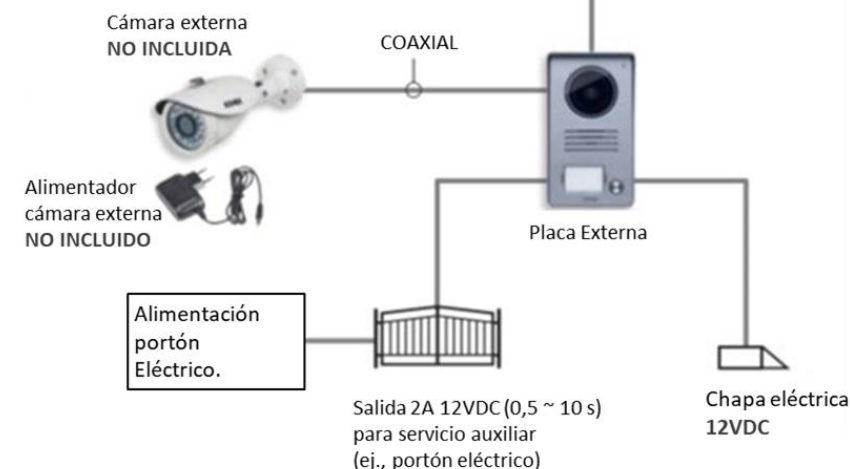 Cámara externa
NO INCLUIDA
COAXIAL
Alimentador
cámara externa
NO INCLUIDO
Placa Externa
Alimentación
portón
Eléctrico.
Salida 2A 12VDC (0,5 ~ 10 s)
para servicio auxiliar
(ej., portón eléctrico)
Chapa eléctrica
12VDC